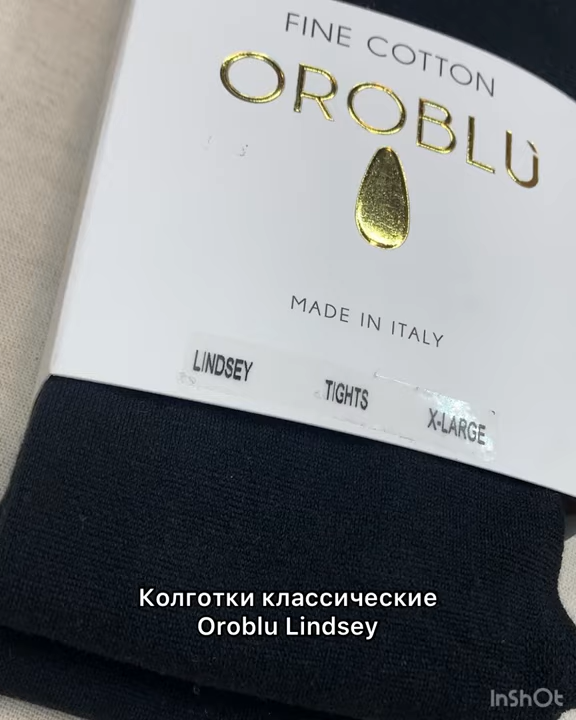 FINE COTTON
OROBLÙ
MADE IN ITALY
LINDSEY TIGHTS X-LARGE
Колготки классические
Oroblu Lindsey
InShOt